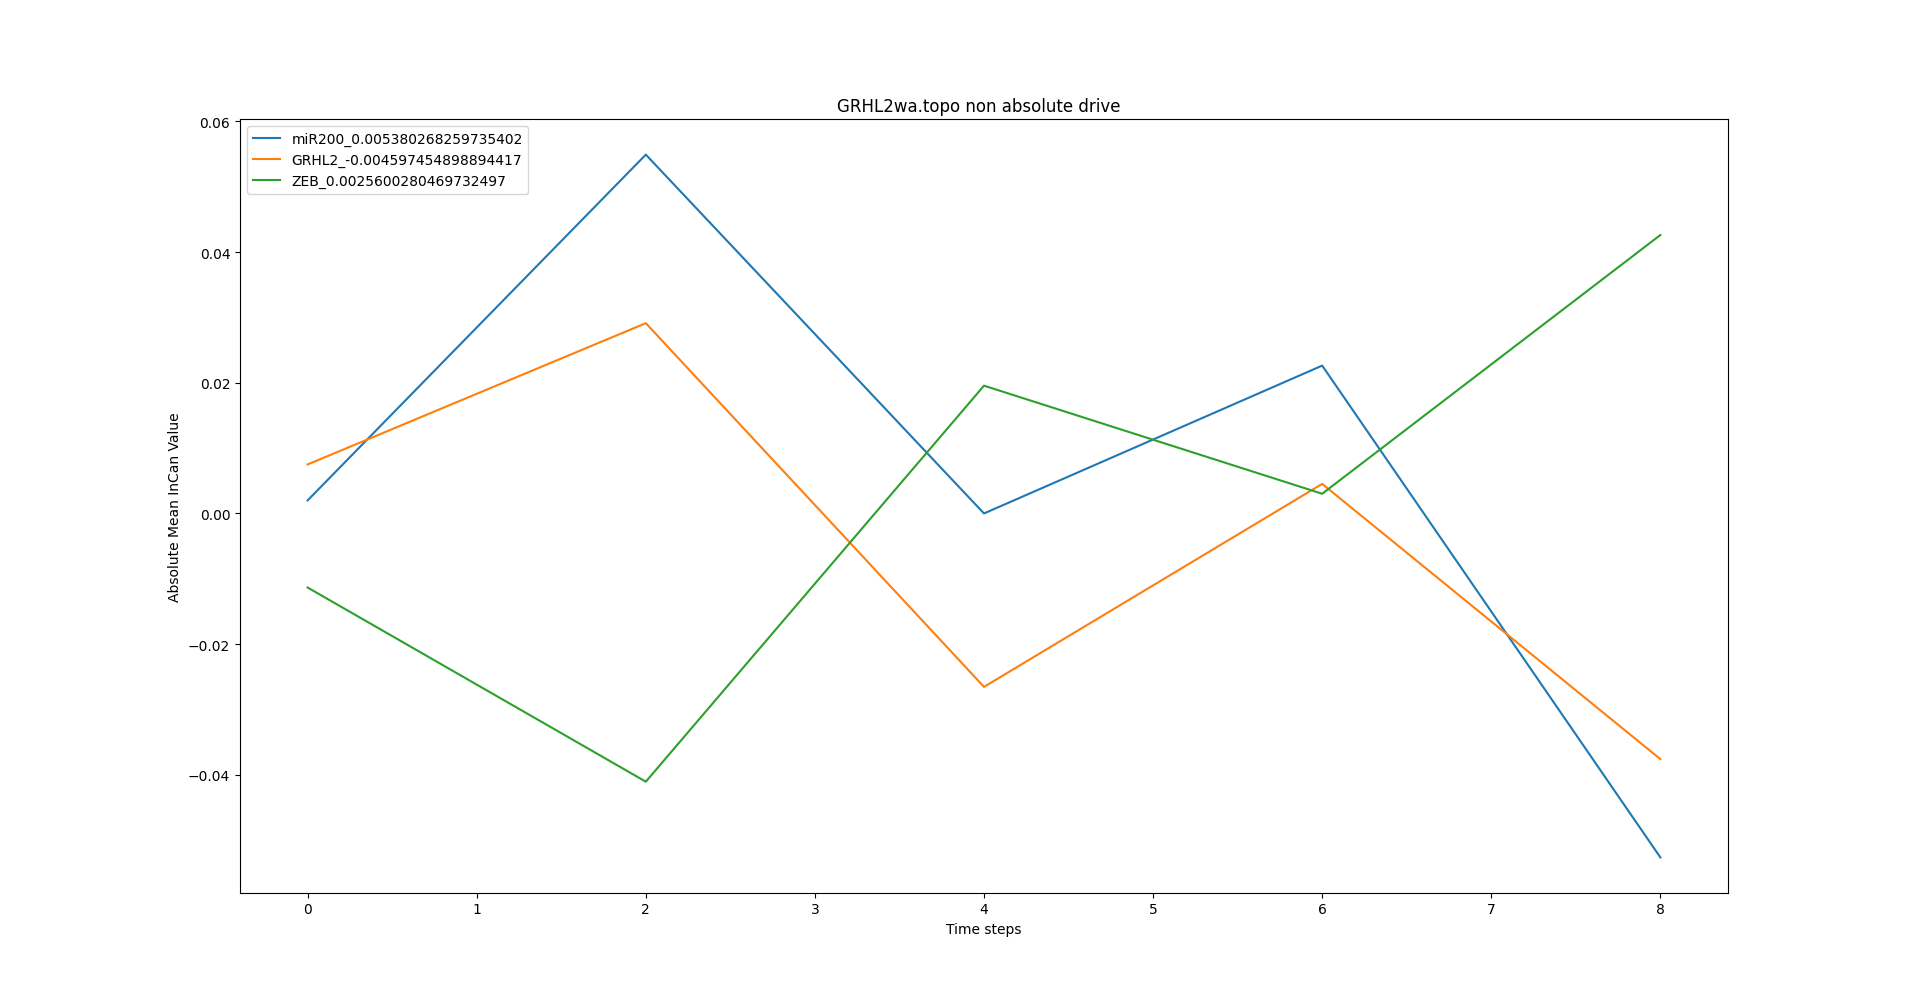 GRHL2wa.topo non absolute drive
miR200_0.005380268259735402
GRHL2_-0.004597454898894417
ZEB_0.0025600280469732497
0.06
0.04
0.02
0.00
−0.02
−0.04
Absolute Mean InCan Value
0 1 2 3 4 5 6 7 8
Time steps